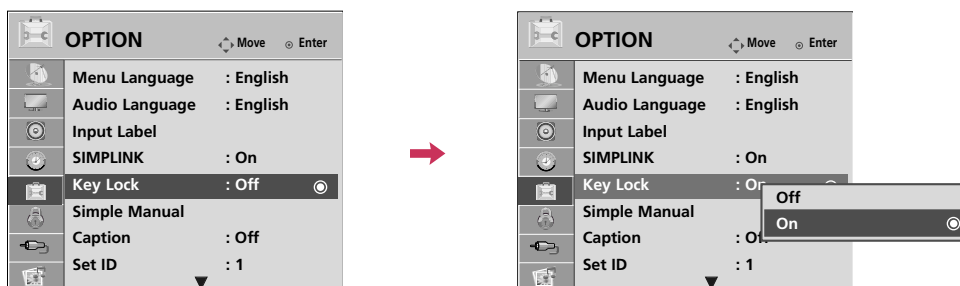 OPTION Move Enter
Menu Language : English
Audio Language : English
Input Label
SIMPLINK : On
Key Lock : Off
Simple Manual
Caption : Off
Set ID : 1
OPTION Move Enter
Menu Language : English
Audio Language : English
Input Label
SIMPLINK : On
Key Lock : On
Simple Manual
Caption
Set ID : 1
Off
On